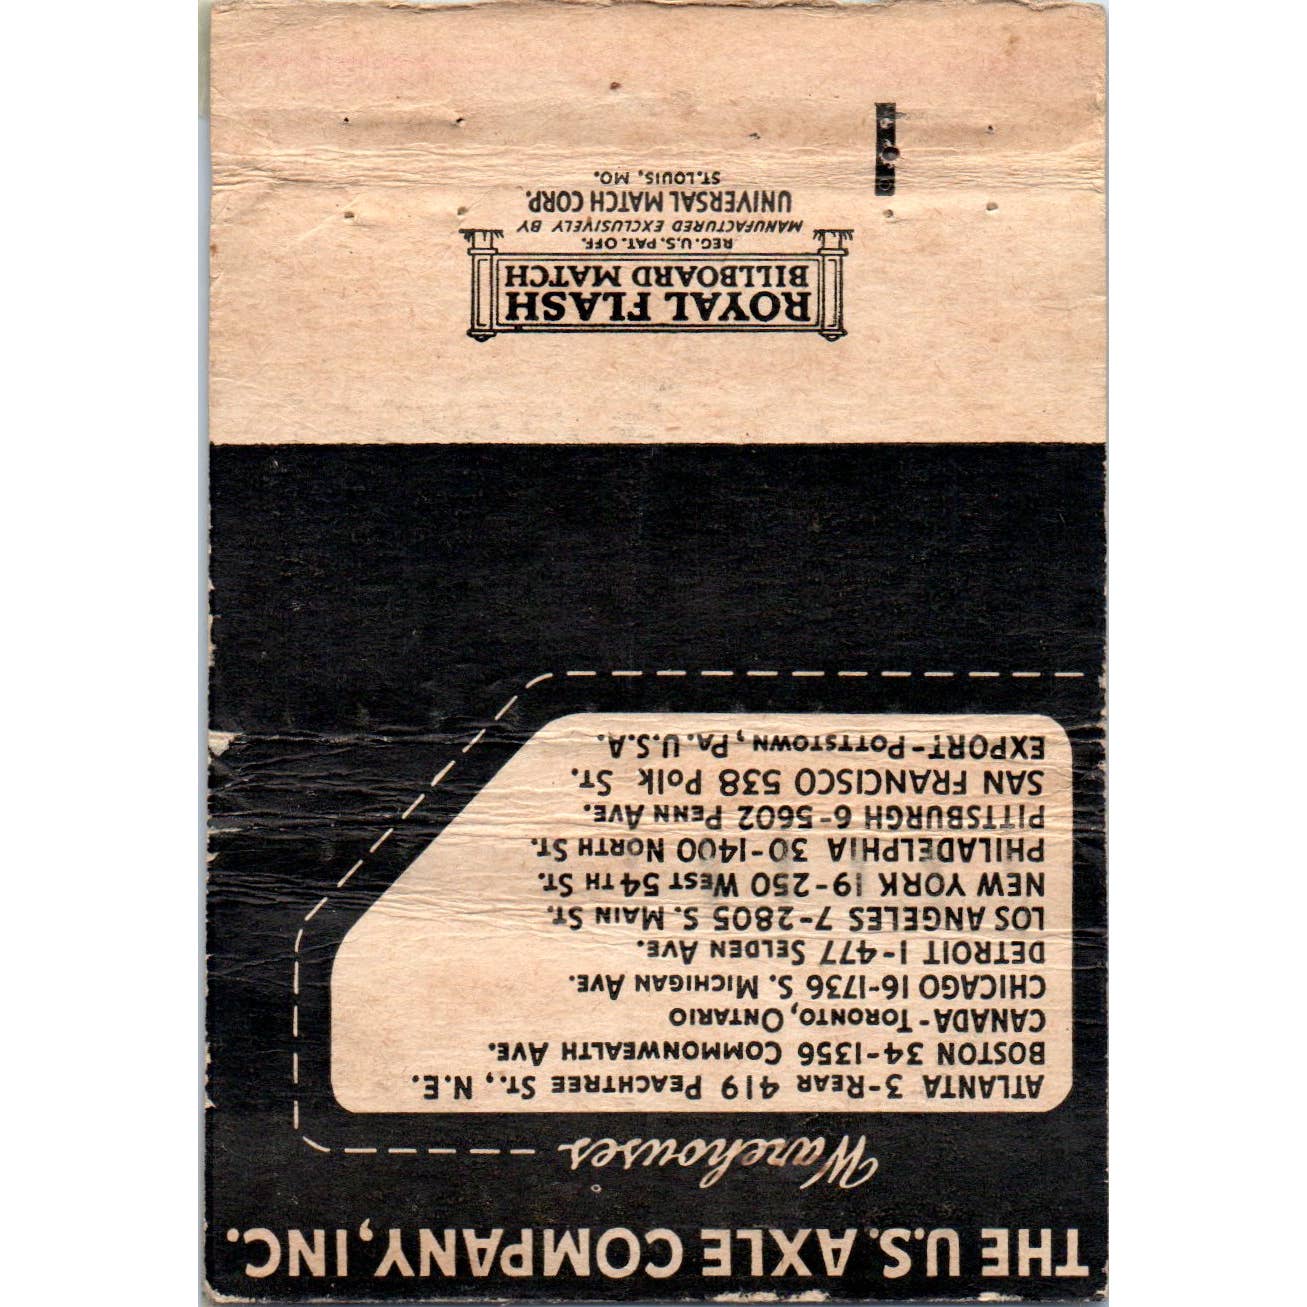 THE U.S. AXLE COMPANY, INC.
Warehouses
ATLANTA 3-REAR 419 PEACHTREE ST., N.E.
BOSTON 34-1356 COMMONWEALTH AVE.
CANADA-TORONTO, ONTARIO
CHICAGO 16-1736 S. MICHIGAN AVE.
DETROIT 1-477 SELDEN AVE.
LOS ANGELES 7-2805 S. MAIN ST.
NEW YORK 19-250 WEST 54TH ST.
PHILADELPHIA 30-1400 NORTH ST.
PITTSBURGH 6-5602 PENN AVE.
SAN FRANCISCO 538 Polk ST.
EXPORT-POTTSTOWN, PA. U.S.A.
ROYAL FLASH
BILLBOARD MATCH
REG. U.S. PAT. OFF.
MANUFACTURED EXCLUSIVELY BY
UNIVERSAL MATCH CORP.
ST. LOUIS, MO.